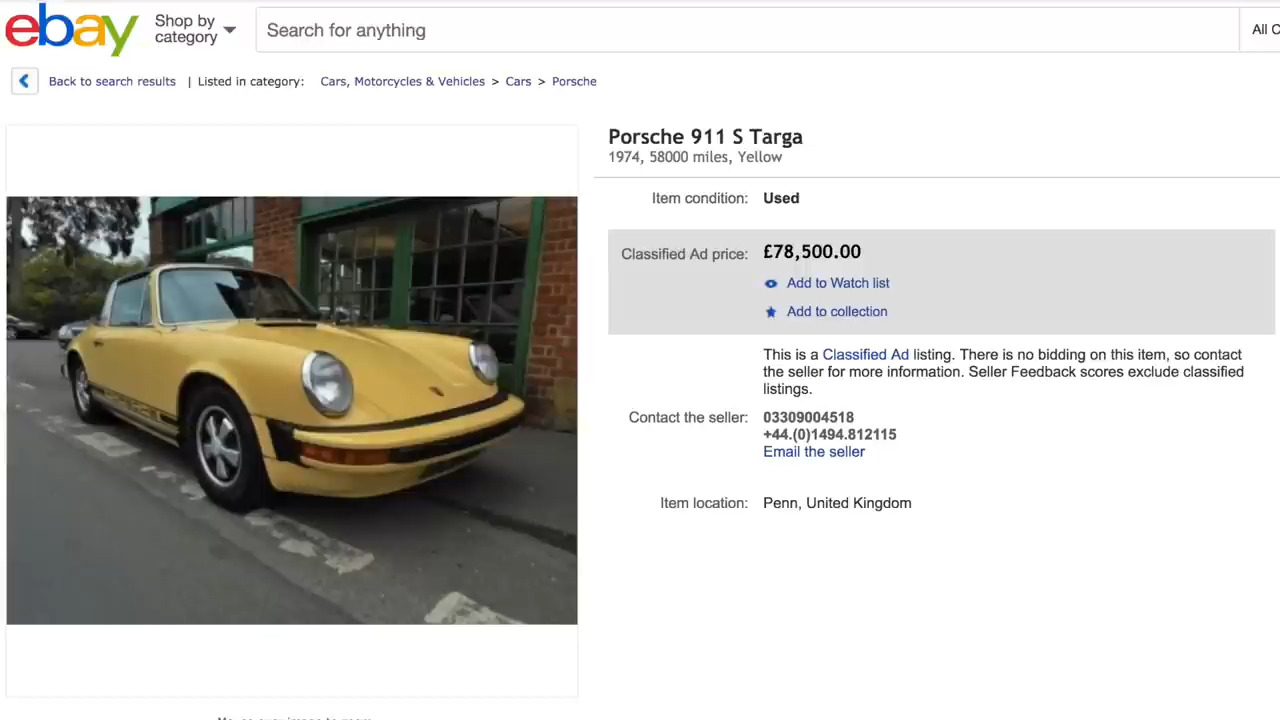 ebay
Shop by
category
Search for anything
All C
Back to search results | Listed in category: Cars, Motorcycles & Vehicles > Cars > Porsche
Porsche 911 S Targa
1974, 58000 miles, Yellow
Item condition: Used
Classified Ad price: £78,500.00
Add to Watch list
Add to collection
This is a Classified Ad listing. There is no bidding on this item, so contact
the seller for more information. Seller Feedback scores exclude classified
listings.
Contact the seller: 03309004518
+44.(0)1494.812115
Email the seller
Item location: Penn, United Kingdom